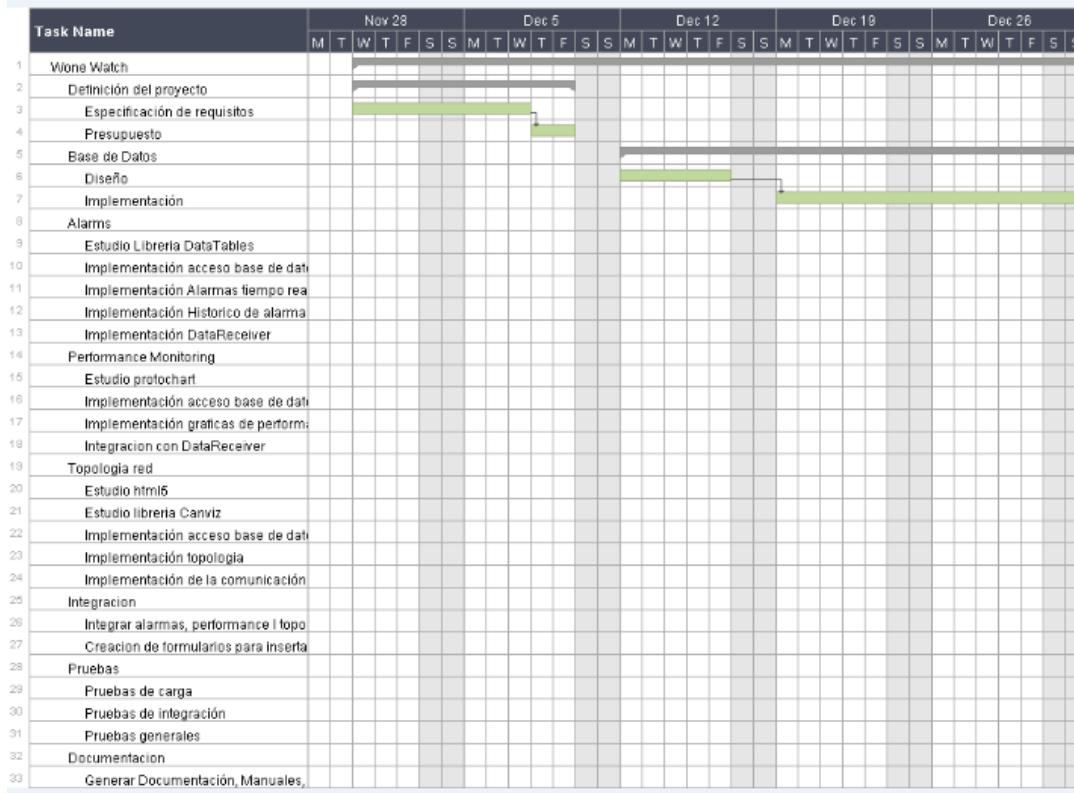 Task Name
Nov 28 Dec 5 Dec 12 Dec 19 Dec 26
M T W T F S S M T W T F S S M T W T F S S M T W T F S S M T W T F S S
1 Wone Watch
2 Definición del proyecto
3 Especificación de requisitos
4 Presupuesto
5 Base de Datos
6 Diseño
7 Implementación
8 Alarms
9 Estudio Libreria DataTables
10 Implementación acceso base de dat
11 Implementación Alarmas tiempo rea
12 Implementación Historico de alarma
13 Implementación DataReceiver
14 Performance Monitoring
15 Estudio protochart
16 Implementación acceso base de dat
17 Implementación graficas de perform
18 Integracion con DataReceiver
19 Topologia red
20 Estudio html5
21 Estudio libreria Canviz
22 Implementación acceso base de dat
23 Implementación topologia
24 Implementación de la comunicación
25 Integracion
26 Integrar alarmas, performance I topo
27 Creacion de formularios para inserta
28 Pruebas
29 Pruebas de carga
30 Pruebas de integración
31 Pruebas generales
32 Documentacion
33 Generar Documentación, Manuales,